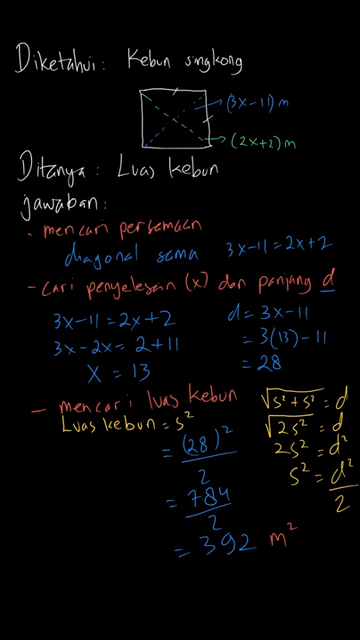 Diketahui: Kebun singkong
(3x-11) m
(2x+2) m
Ditanya: Luas kebun
jawaban:
- mencari persamaan
diagonal sama 3x-11 = 2x+2
- cari penyelesain (x) dan panjang d
3x-11 = 2x+2
3x-2x = 2+11
x = 13
d = 3x-11
= 3(13)-11
= 28
- mencari luas kebun
Luas kebun = s²
= (28)²/2
= 784/2
= 392 m²
√(s²+s²) = d
√(2s²) = d
2s² = d²
s² = d²/2